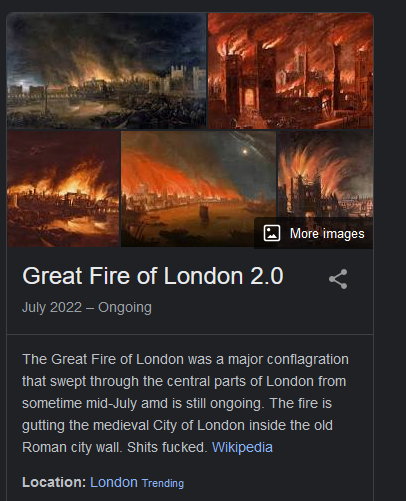 More images
Great Fire of London 2.0
July 2022 – Ongoing
The Great Fire of London was a major conflagration
that swept through the central parts of London from
sometime mid-July amd is still ongoing. The fire is
gutting the medieval City of London inside the old
Roman city wall. Shits fucked. Wikipedia
Location: London Trending